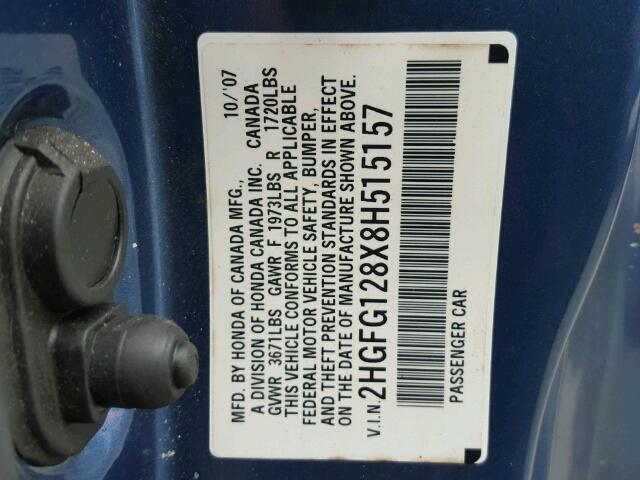 MFD. BY HONDA OF CANADA MFG., 10/'07
A DIVISION OF HONDA CANADA INC. CANADA
GVWR 3671LBS GAWR F 1973LBS R 1720LBS
THIS VEHICLE CONFORMS TO ALL APPLICABLE
FEDERAL MOTOR VEHICLE SAFETY, BUMPER,
AND THEFT PREVENTION STANDARDS IN EFFECT
ON THE DATE OF MANUFACTURE SHOWN ABOVE.
V.I.N. 2HGFG128X8H515157
PASSENGER CAR